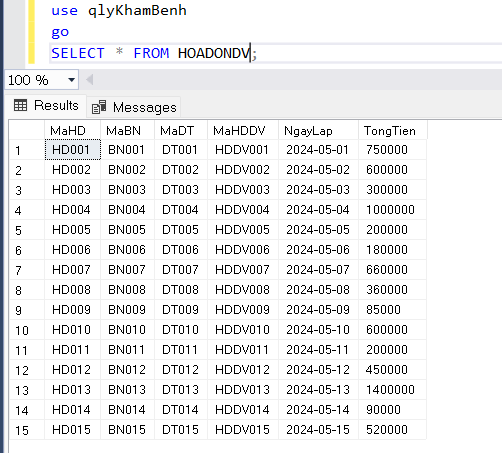 use qlyKhamBenh
go
SELECT * FROM HOADONDV;
100 %
Results Messages
MaHD MaBN MaDT MaHDDV NgayLap TongTien
1 HD001 BN001 DT001 HDDV001 2024-05-01 750000
2 HD002 BN002 DT002 HDDV002 2024-05-02 600000
3 HD003 BN003 DT003 HDDV003 2024-05-03 300000
4 HD004 BN004 DT004 HDDV004 2024-05-04 1000000
5 HD005 BN005 DT005 HDDV005 2024-05-05 200000
6 HD006 BN006 DT006 HDDV006 2024-05-06 180000
7 HD007 BN007 DT007 HDDV007 2024-05-07 660000
8 HD008 BN008 DT008 HDDV008 2024-05-08 360000
9 HD009 BN009 DT009 HDDV009 2024-05-09 85000
10 HD010 BN010 DT010 HDDV010 2024-05-10 600000
11 HD011 BN011 DT011 HDDV011 2024-05-11 200000
12 HD012 BN012 DT012 HDDV012 2024-05-12 450000
13 HD013 BN013 DT013 HDDV013 2024-05-13 1400000
14 HD014 BN014 DT014 HDDV014 2024-05-14 90000
15 HD015 BN015 DT015 HDDV015 2024-05-15 520000